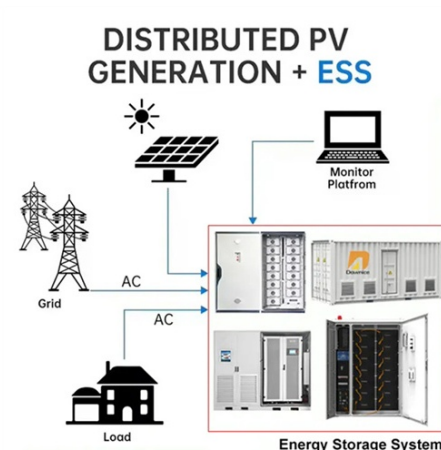 DISTRIBUTED PV
GENERATION + ESS
Monitor
Platfrom
Grid
AC
AC
Load
Energy Storage System